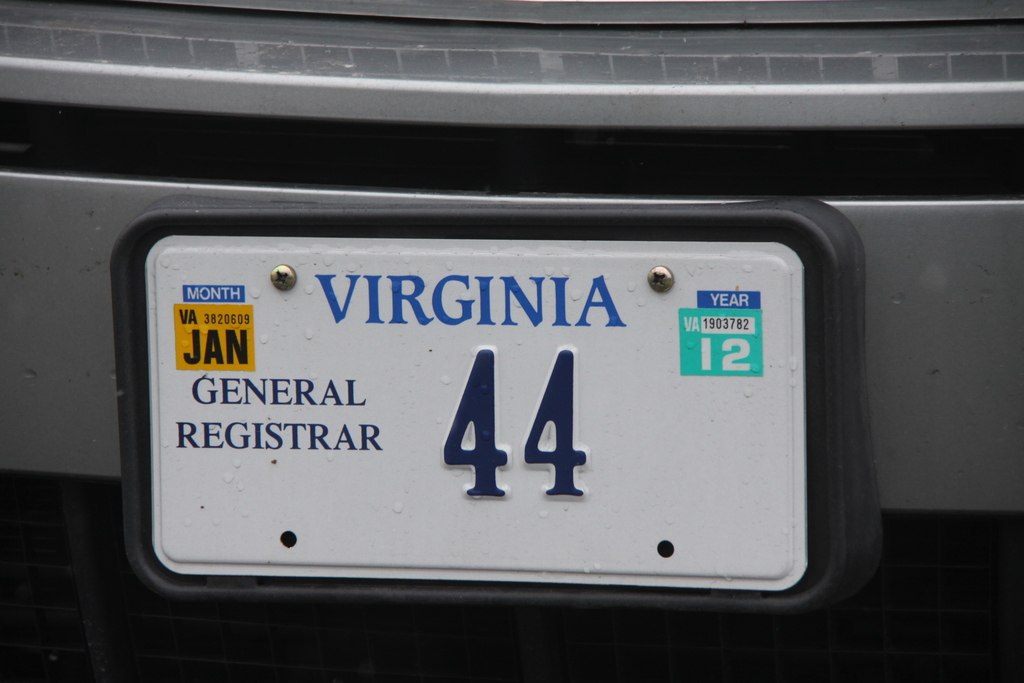 VIRGINIA
MONTH
VA 3820609
JAN
YEAR
VA 1903782
12
GENERAL
REGISTRAR
44